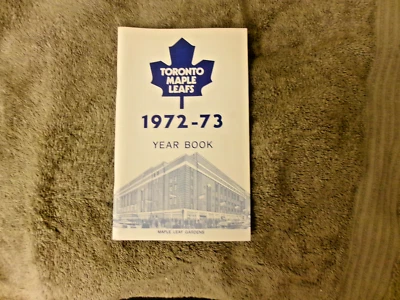 TORONTO
MAPLE
LEAFS
1972-73
YEAR BOOK
MAPLE LEAF GARDENS